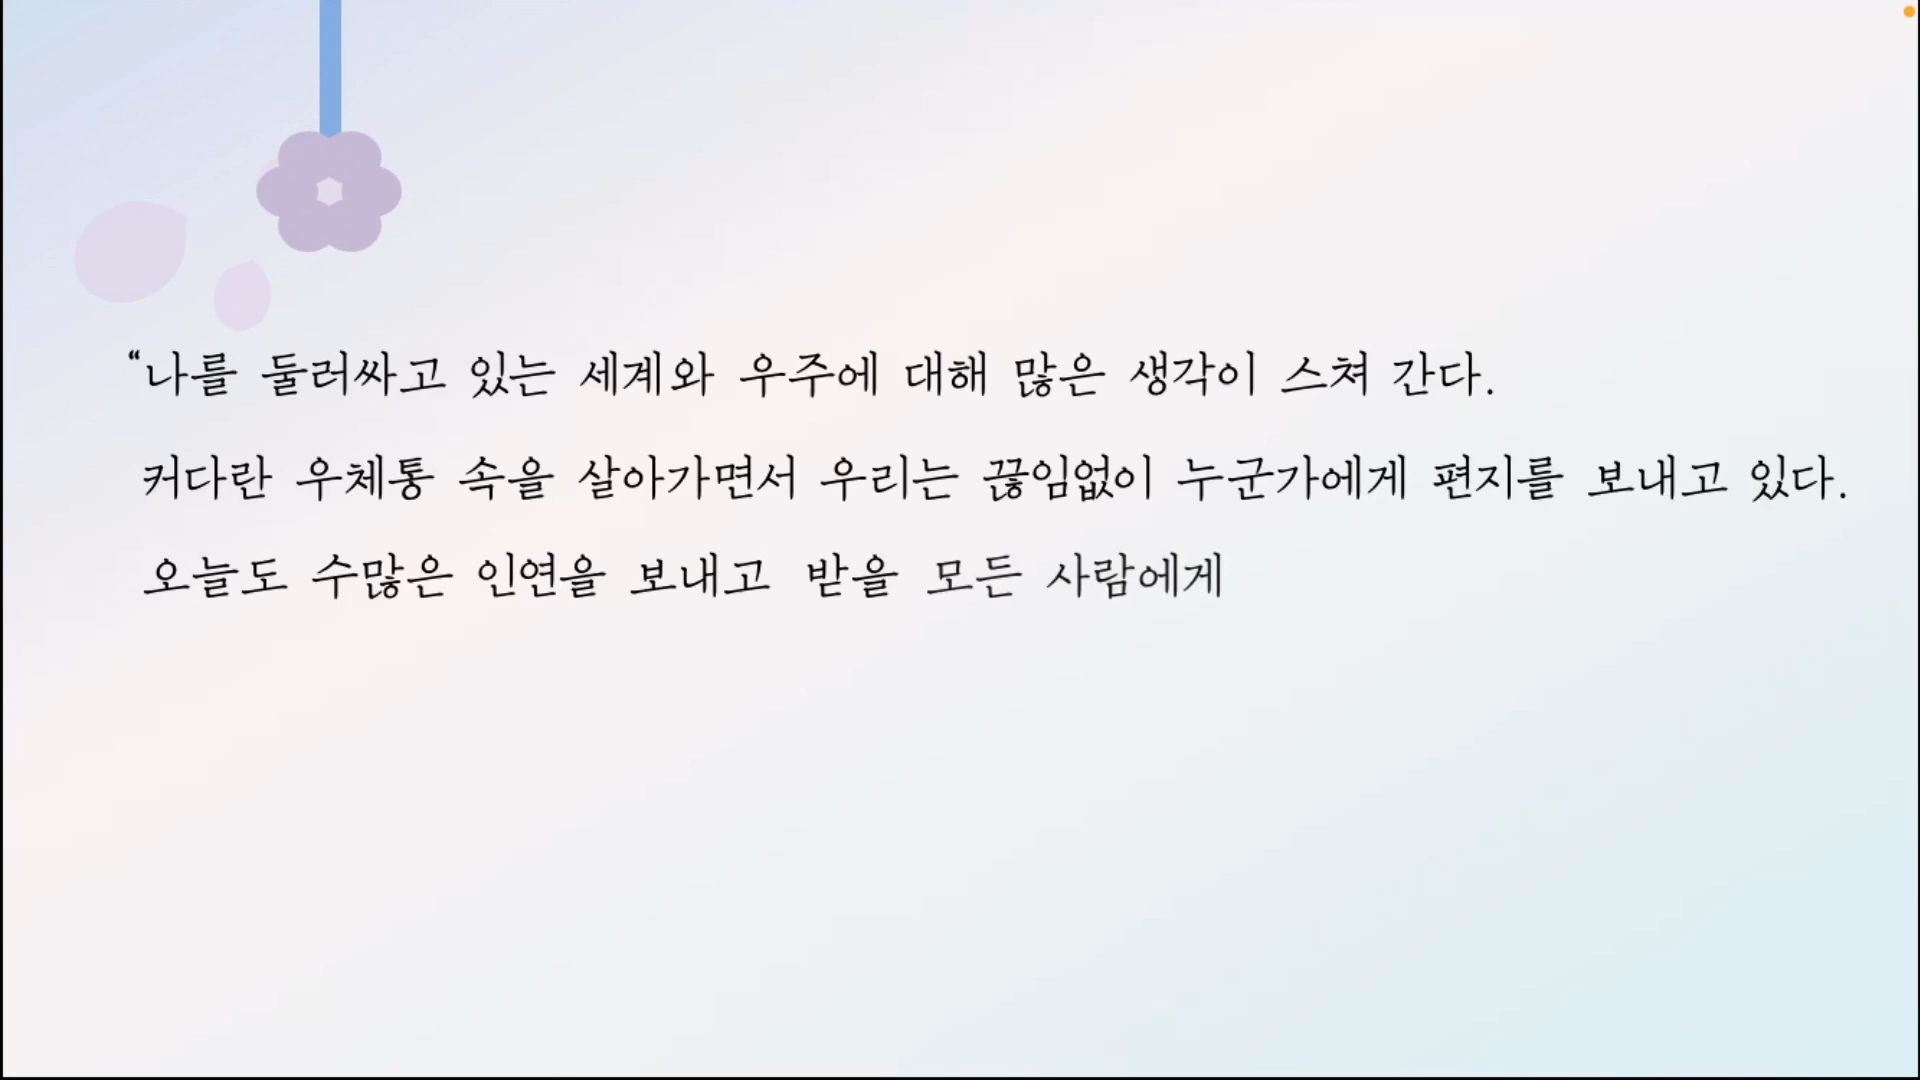 “나를 둘러싸고 있는 세계와 우주에 대해 많은 생각이 스쳐 간다.
커다란 우체통 속을 살아가면서 우리는 끊임없이 누군가에게 편지를 보내고 있다.
오늘도 수많은 인연을 보내고 받을 모든 사람에게